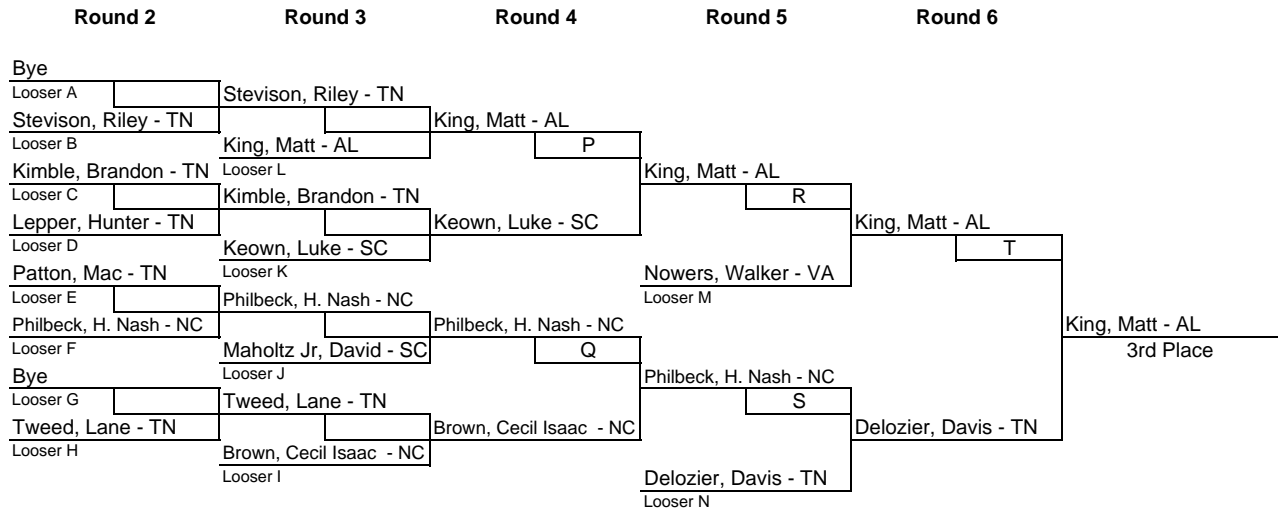 Round 2 Round 3 Round 4 Round 5 Round 6
Bye
Looser A
Stevison, Riley - TN
Stevison, Riley - TN
King, Matt - AL
Looser B
King, Matt - AL
P
Kimble, Brandon - TN
Looser L
King, Matt - AL
Looser C
Kimble, Brandon - TN
R
Lepper, Hunter - TN
Keown, Luke - SC
King, Matt - AL
Looser D
Keown, Luke - SC
T
Patton, Mac - TN
Looser K
Nowers, Walker - VA
Looser E
Philbeck, H. Nash - NC
Looser M
Philbeck, H. Nash - NC
Philbeck, H. Nash - NC
King, Matt - AL
Looser F
Maholtz Jr, David - SC
Q
3rd Place
Bye
Looser J
Philbeck, H. Nash - NC
Looser G
Tweed, Lane - TN
S
Tweed, Lane - TN
Brown, Cecil Isaac - NC
Delozier, Davis - TN
Looser H
Brown, Cecil Isaac - NC
Looser I
Delozier, Davis - TN
Looser N